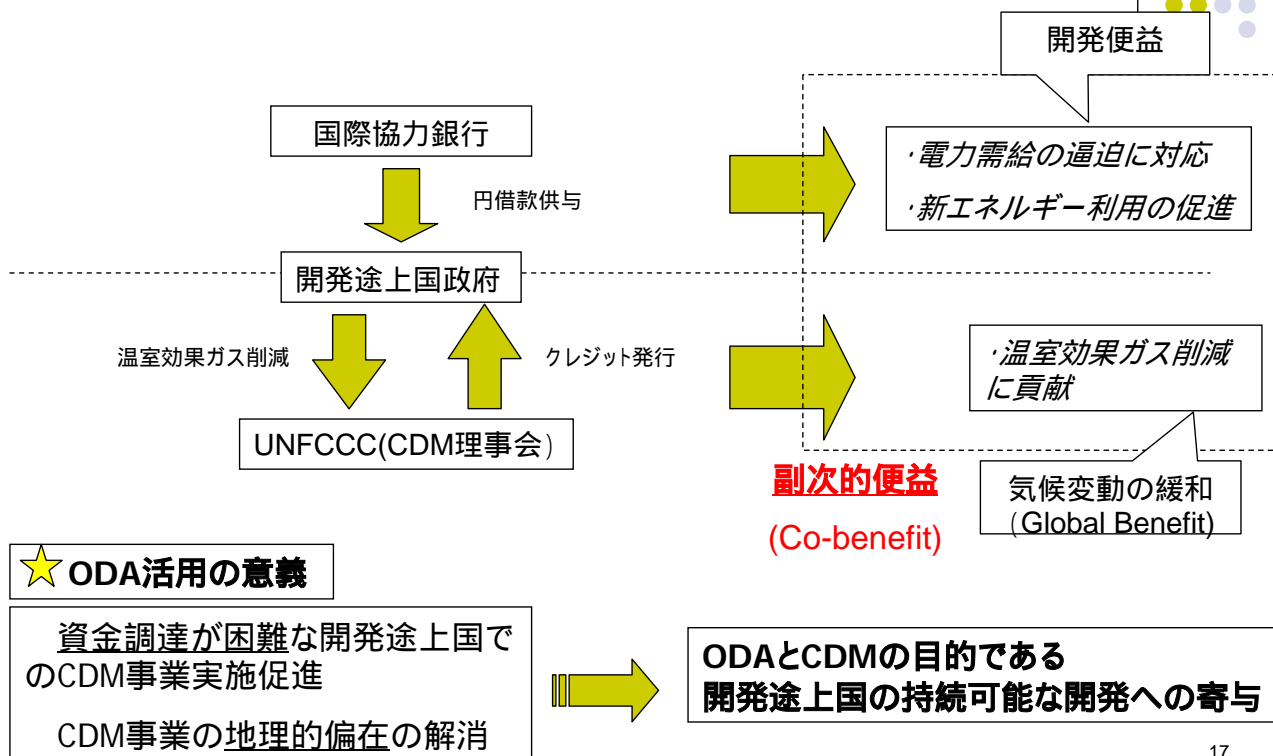 開発便益
国際協力銀行
･電力需給の逼迫に対応
･新エネルギー利用の促進
円借款供与
開発途上国政府
温室効果ガス削減
クレジット発行
･温室効果ガス削減
に貢献
UNFCCC(CDM理事会)
副次的便益
(Co-benefit)
気候変動の緩和
(Global Benefit)
ODA活用の意義
資金調達が困難な開発途上国で
のCDM事業実施促進
CDM事業の地理的偏在の解消
ODAとCDMの目的である
開発途上国の持続可能な開発への寄与
17